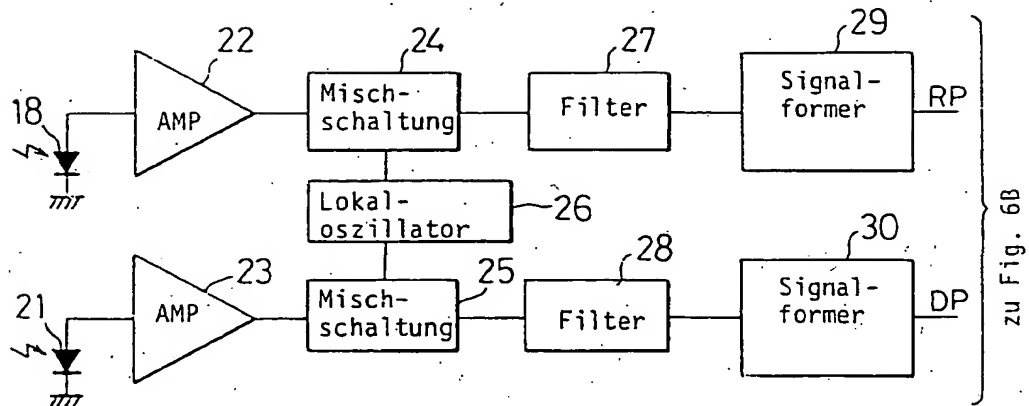 22
24
27
29
18
AMP
Misch-
schaltung
Filter
Signal-
former
RP
Lokal-
oszillator
26
23
25
28
30
21
AMP
Misch-
schaltung
Filter
Signal-
former
DP
zu Fig. 6B